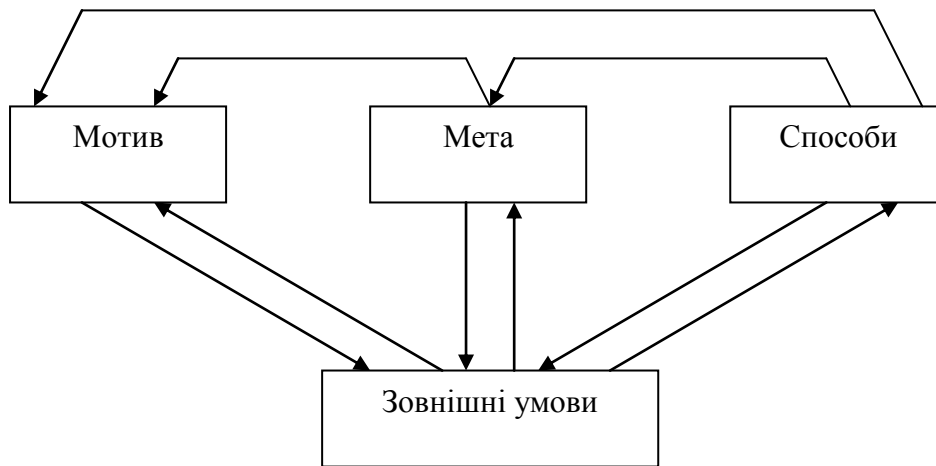 Мотив
Мета
Способи
Зовнішні умови